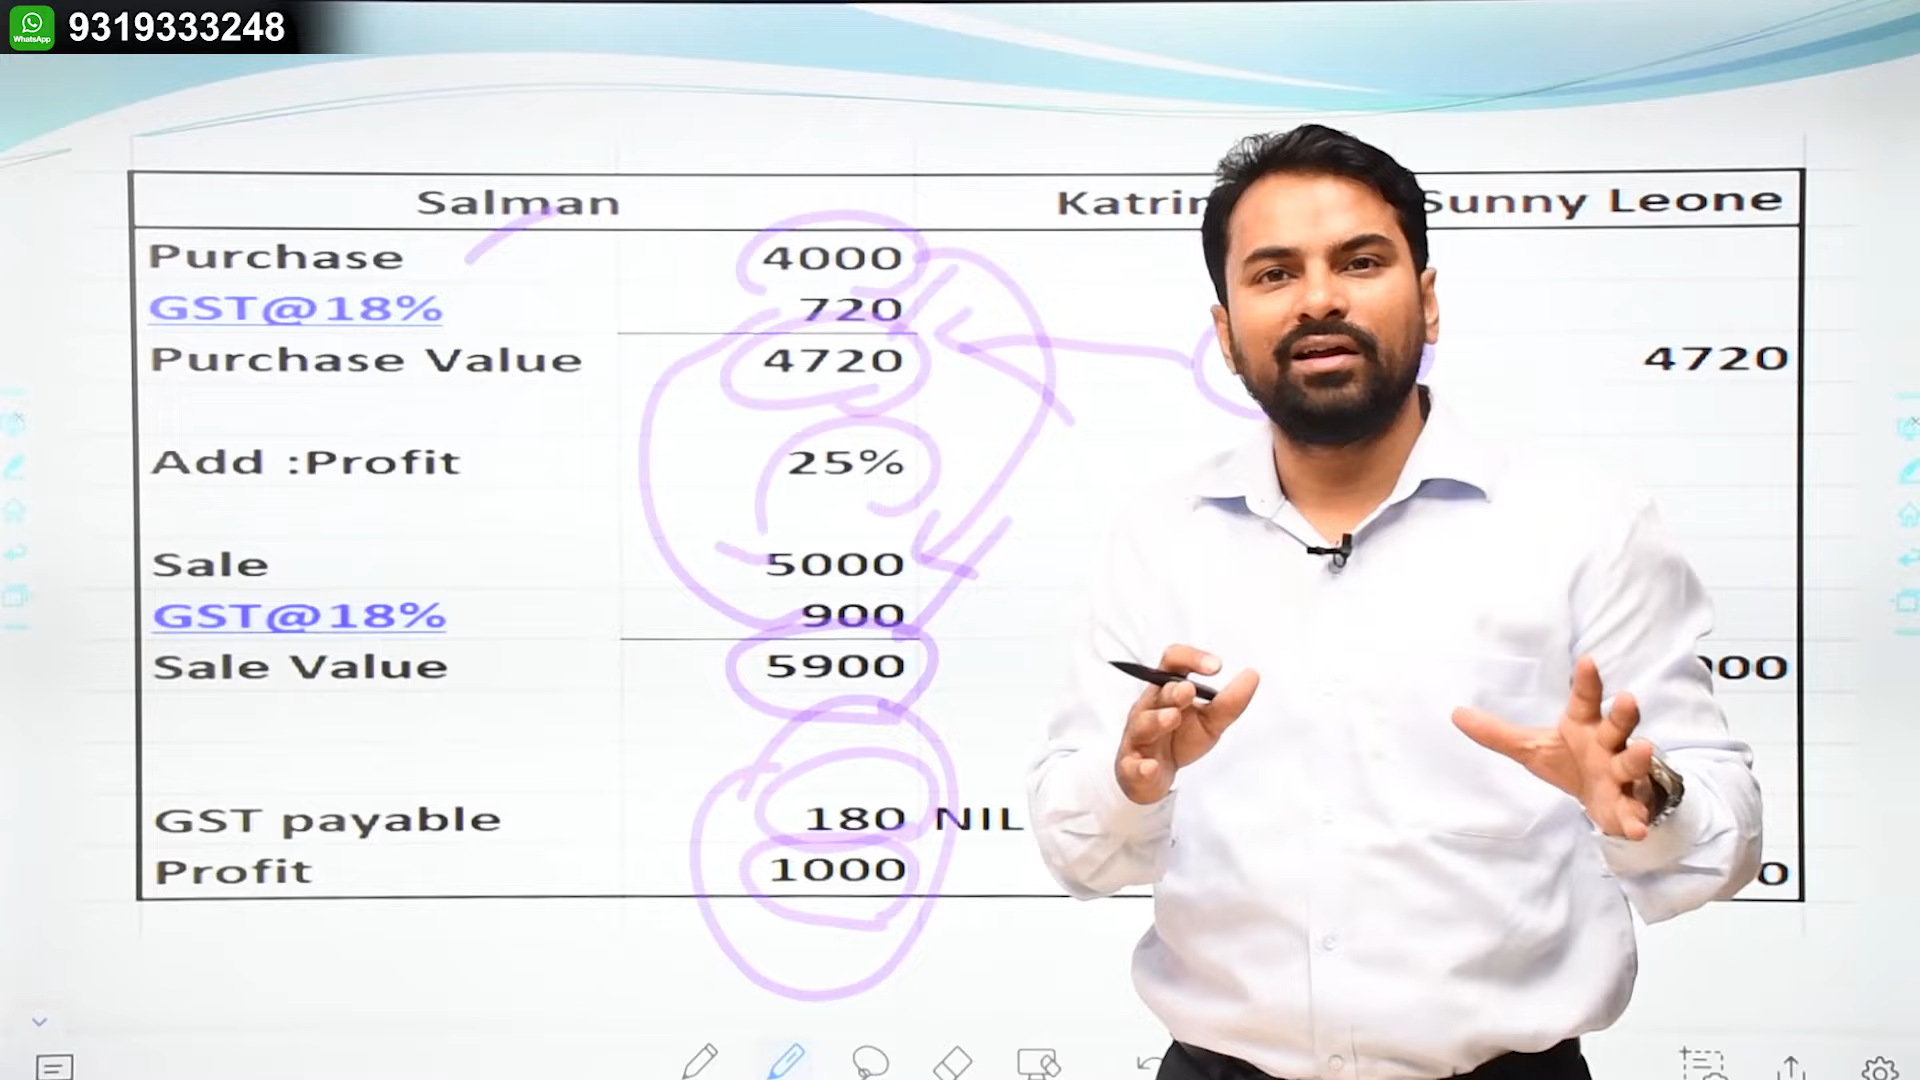 WhatsApp 9319333248
Salman Sunny Leone
Purchase 4000
GST@18% 720
Purchase Value 4720 4720
Add :Profit 25%
Sale 5000
GST@18% 900
Sale Value 5900
GST payable 180 NIL
Profit 1000